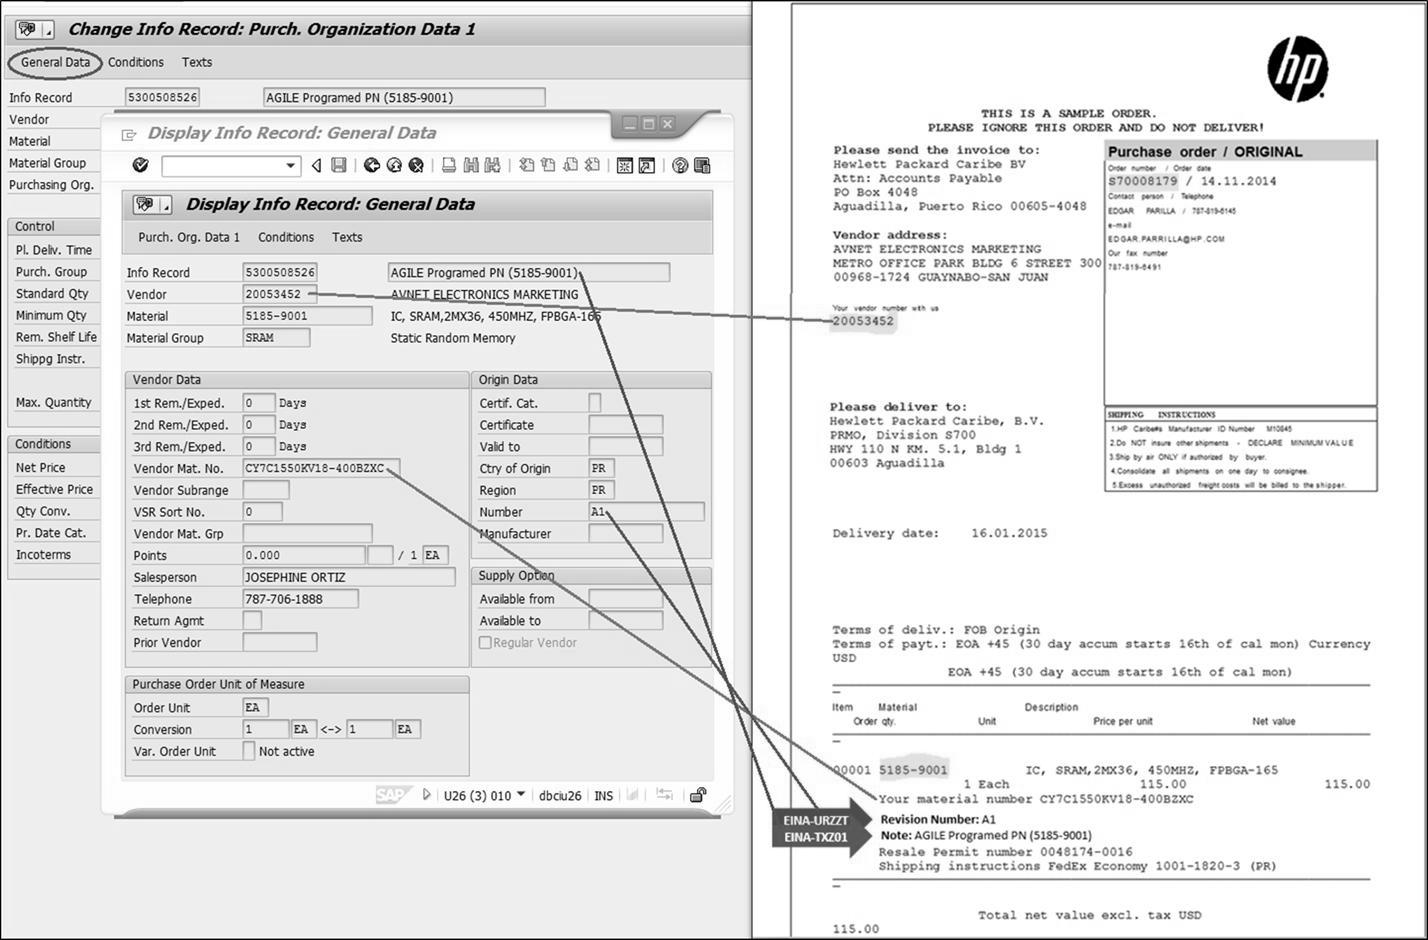 Change Info Record: Purch. Organization Data 1
General Data Conditions Texts
Info Record 5300508526 AGILE Programed PN (5185-9001)
Vendor
Material
Material Group
Purchasing Org.
Control
Pl. Deliv. Time
Purch. Group
Standard Qty
Minimum Qty
Rem. Shelf Life
Shippg Instr.
Max. Quantity
Conditions
Net Price
Effective Price
Qty Conv.
Pr. Date Cat.
Incoterms
Display Info Record: General Data
Display Info Record: General Data
Purch. Org. Data 1 Conditions Texts
Info Record 5300508526 AGILE Programed PN (5185-9001)
Vendor 20053452 AVNET ELECTRONICS MARKETING
Material 5185-9001 IC, SRAM,2MX36, 450MHZ, FPBGA-165
Material Group SRAM Static Random Memory
Vendor Data
1st Rem./Exped. 0 Days
2nd Rem./Exped. 0 Days
3rd Rem./Exped. 0 Days
Vendor Mat. No. CY7C1550KV18-400BZXC
Vendor Subrange
VSR Sort No. 0
Vendor Mat. Grp
Points 0.000 / 1 EA
Salesperson JOSEPHINE ORTIZ
Telephone 787-706-1888
Return Agmt
Prior Vendor
Origin Data
Certif. Cat.
Certificate
Valid to
Ctry of Origin PR
Region PR
Number A1
Manufacturer
Supply Option
Available from
Available to
Regular Vendor
Purchase Order Unit of Measure
Order Unit EA
Conversion 1 EA <-> 1 EA
Var. Order Unit Not active
SAP U26 (3) 010 dbciu26 INS
hp
THIS IS A SAMPLE ORDER.
PLEASE IGNORE THIS ORDER AND DO NOT DELIVER!
Please send the invoice to:
Hewlett Packard Caribe BV
Attn: Accounts Payable
PO Box 4048
Aguadilla, Puerto Rico 00605-4048
Vendor address:
AVNET ELECTRONICS MARKETING
METRO OFFICE PARK BLDG 6 STREET 300
00968-1724 GUAYNABO-SAN JUAN
Your vendor number with us
20053452
Purchase order / ORIGINAL
Order number / Order date
S70008179 / 14.11.2014
Contact person / Telephone
EDGAR PARILLA / 787-819-6145
e-mail
EDGAR.PARRILLA@HP.COM
Our fax number
787-819-6491
Please deliver to:
Hewlett Packard Caribe, B.V.
PRMO, Division S700
HWY 110 N KM. 5.1, Bldg 1
00603 Aguadilla
SHIPPING INSTRUCTIONS
1.HP Caribe#s Manufacturer ID Number M10845
2.Do NOT insure other shipments - DECLARE MINIMUM VALUE
3.Ship by air ONLY if authorized by buyer.
4.Consolidate all shipments on one day to consignee.
5.Excess unauthorized freight costs will be billed to the shipper.
Delivery date: 16.01.2015
Terms of deliv.: FOB Origin
Terms of payt.: EOA +45 (30 day accum starts 16th of cal mon) Currency
USD
EOA +45 (30 day accum starts 16th of cal mon)
Item Material Description
Order qty. Unit Price per unit Net value
00001 5185-9001 IC, SRAM,2MX36, 450MHZ, FPBGA-165
1 Each 115.00 115.00
Your material number CY7C1550KV18-400BZXC
EINA-URZZT Revision Number: A1
EINA-TXZ01 Note: AGILE Programed PN (5185-9001)
Resale Permit number 0048174-0016
Shipping instructions FedEx Economy 1001-1820-3 (PR)
Total net value excl. tax USD
115.00